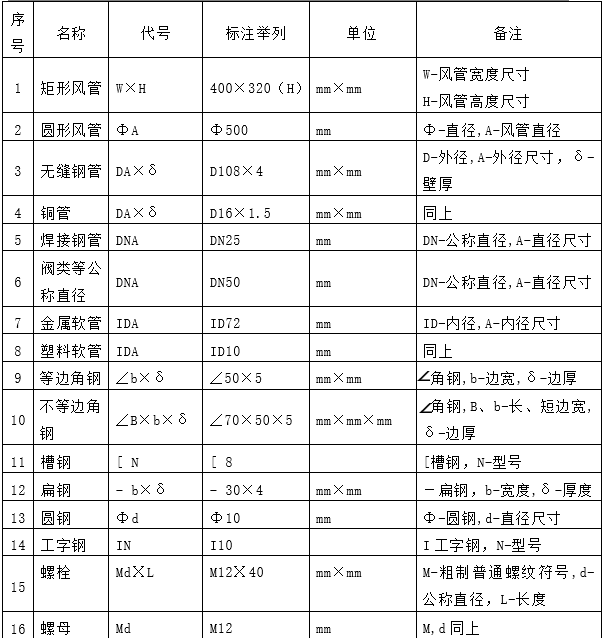 序号 名称 代号 标注举列 单位 备注
1 矩形风管 W×H 400×320（H） mm×mm W-风管宽度尺寸
H-风管高度尺寸
2 圆形风管 ΦA Φ500 mm Φ-直径,A-风管直径
3 无缝钢管 DA×δ D108×4 mm×mm D-外径,A-外径尺寸，δ-
壁厚
4 铜管 DA×δ D16×1.5 mm×mm 同上
5 焊接钢管 DNA DN25 mm DN-公称直径,A-直径尺寸
6 阀类等公
称直径 DNA DN50 mm DN-公称直径,A-直径尺寸
7 金属软管 IDA ID72 mm ID-内径,A-内径尺寸
8 塑料软管 IDA ID10 mm 同上
9 等边角钢 ∠b×δ ∠50×5 mm×mm ∠角钢,b-边宽,δ-边厚
10 不等边角
钢 ∠B×b×δ ∠70×50×5 mm×mm×mm ∠角钢,B、b-长、短边宽,
δ-边厚
11 槽钢 [ N [ 8 [槽钢，N-型号
12 扁钢 - b×δ - 30×4 mm×mm －扁钢，b-宽度,δ-厚度
13 圆钢 Φd Φ10 mm Φ-圆钢,d-直径尺寸
14 工字钢 IN I10 I工字钢，N-型号
15 螺栓 Md×L M12×40 mm×mm M-粗制普通螺纹符号,d-
公称直径，L-长度
16 螺母 Md M12 mm M,d同上